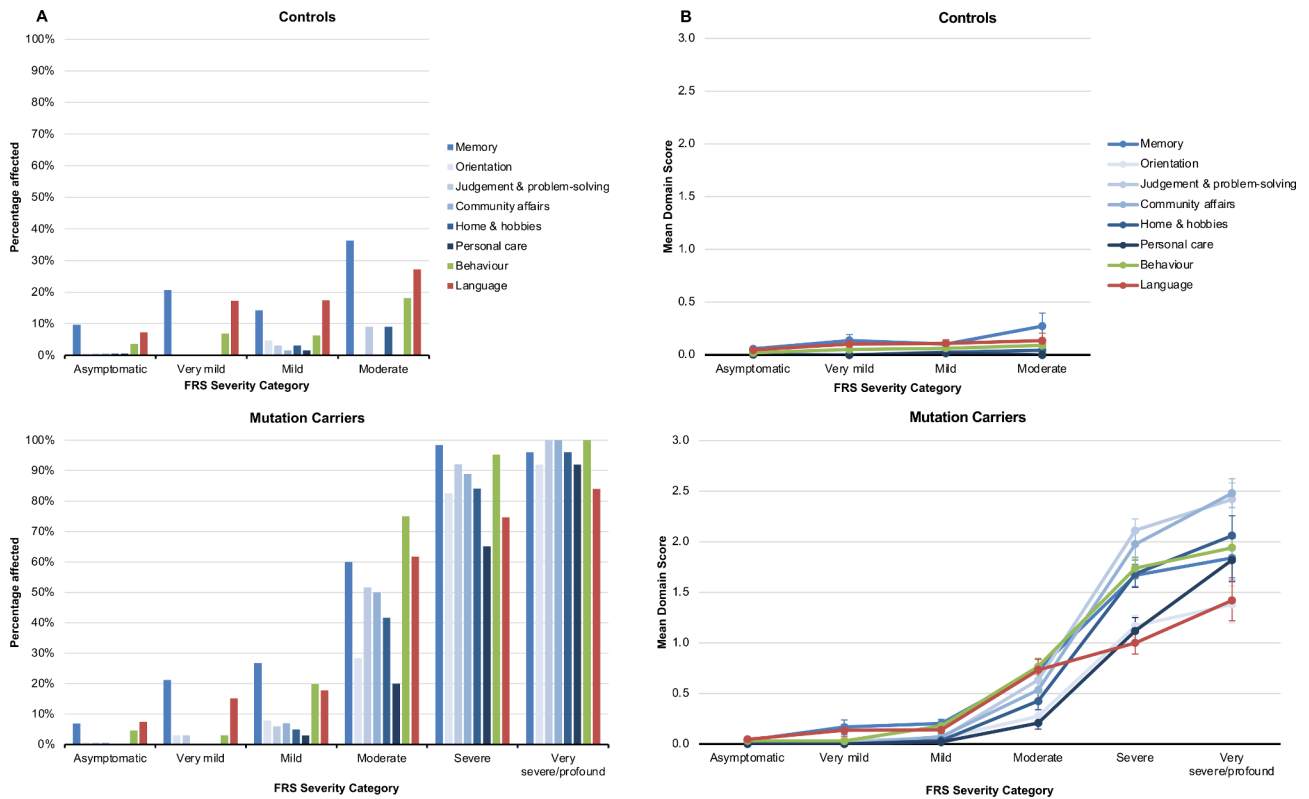 A
Controls
100%
90%
80%
70%
60%
50%
40%
30%
20%
10%
0%
Percentage affected
Asymptomatic
Very mild
Mild
Moderate
FRS Severity Category
Memory
Orientation
Judgement & problem-solving
Community affairs
Home & hobbies
Personal care
Behaviour
Language
B
Controls
3.0
2.5
2.0
1.5
1.0
0.5
0.0
Mean Domain Score
Asymptomatic
Very mild
Mild
Moderate
FRS Severity Category
Memory
Orientation
Judgement & problem-solving
Community affairs
Home & hobbies
Personal care
Behaviour
Language
Mutation Carriers
100%
90%
80%
70%
60%
50%
40%
30%
20%
10%
0%
Percentage affected
Asymptomatic
Very mild
Mild
Moderate
Severe
Very
severe/profound
FRS Severity Category
Mutation Carriers
3.0
2.5
2.0
1.5
1.0
0.5
0.0
Mean Domain Score
Asymptomatic
Very mild
Mild
Moderate
Severe
Very
severe/profound
FRS Severity Category